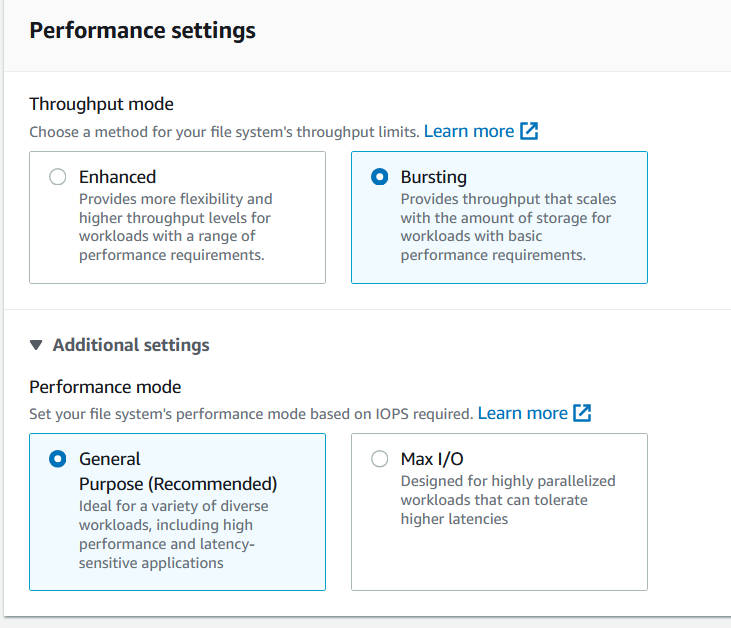 Performance settings
Throughput mode
Choose a method for your file system's throughput limits. Learn more
Enhanced
Provides more flexibility and
higher throughput levels for
workloads with a range of
performance requirements.
Bursting
Provides throughput that scales
with the amount of storage for
workloads with basic
performance requirements.
Additional settings
Performance mode
Set your file system's performance mode based on IOPS required. Learn more
General
Purpose (Recommended)
Ideal for a variety of diverse
workloads, including high
performance and latency-
sensitive applications
Max I/O
Designed for highly parallelized
workloads that can tolerate
higher latencies